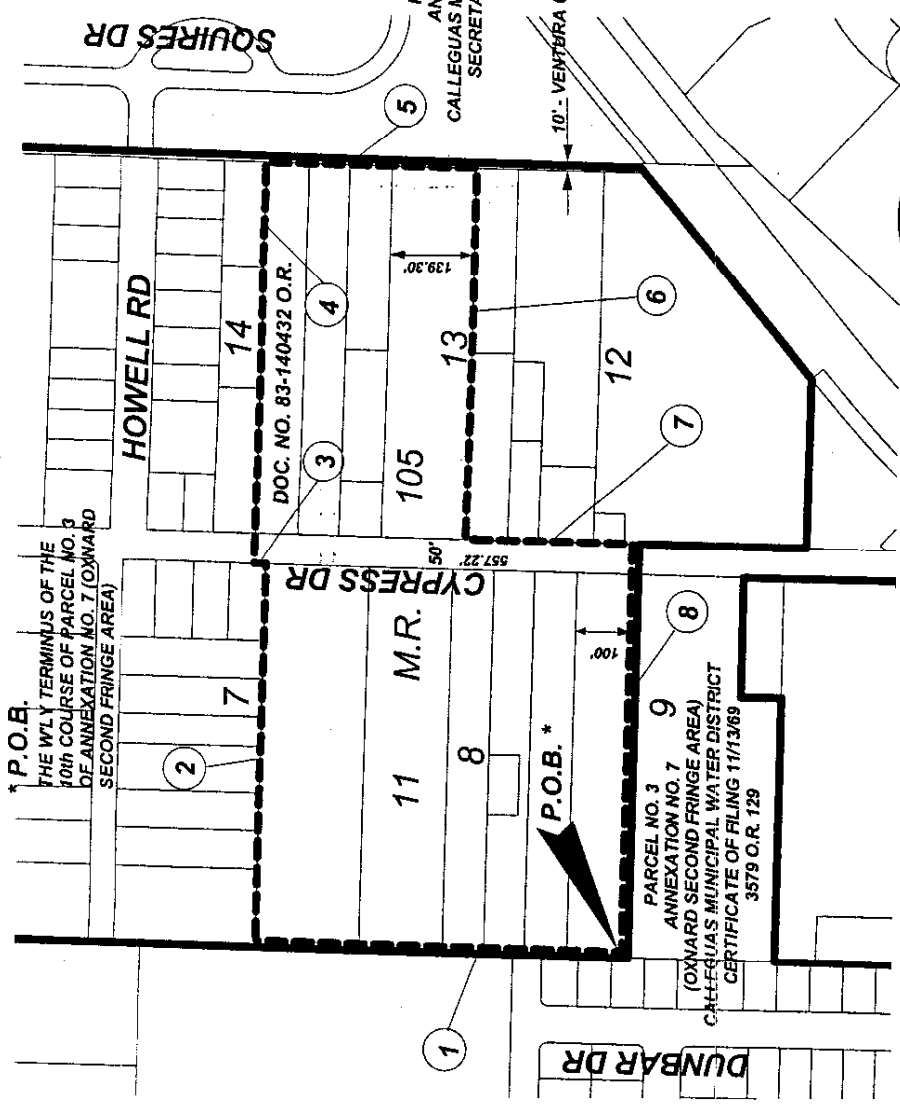 SQUIRES DR
AN
CALLEGUAS M
SECRETA
10' - VENTURA
5
HOWELL RD
14
4
DOC. NO. 83-140432 O.R.
139.30'
3
13
6
12
105
7
* P.O.B.
THE W'LY TERMINUS OF THE
10th COURSE OF PARCEL NO. 3
OF ANNEXATION NO. 7 (OXNARD
SECOND FRINGE AREA)
50'
557.22'
CYPRESS DR
7
2
11 M.R.
8
100'
P.O.B. *
8
9
PARCEL NO. 3
ANNEXATION NO. 7
(OXNARD SECOND FRINGE AREA)
CALLEGUAS MUNICIPAL WATER DISTRICT
CERTIFICATE OF FILING 11/13/69
3579 O.R. 129
1
DUNBAR DR